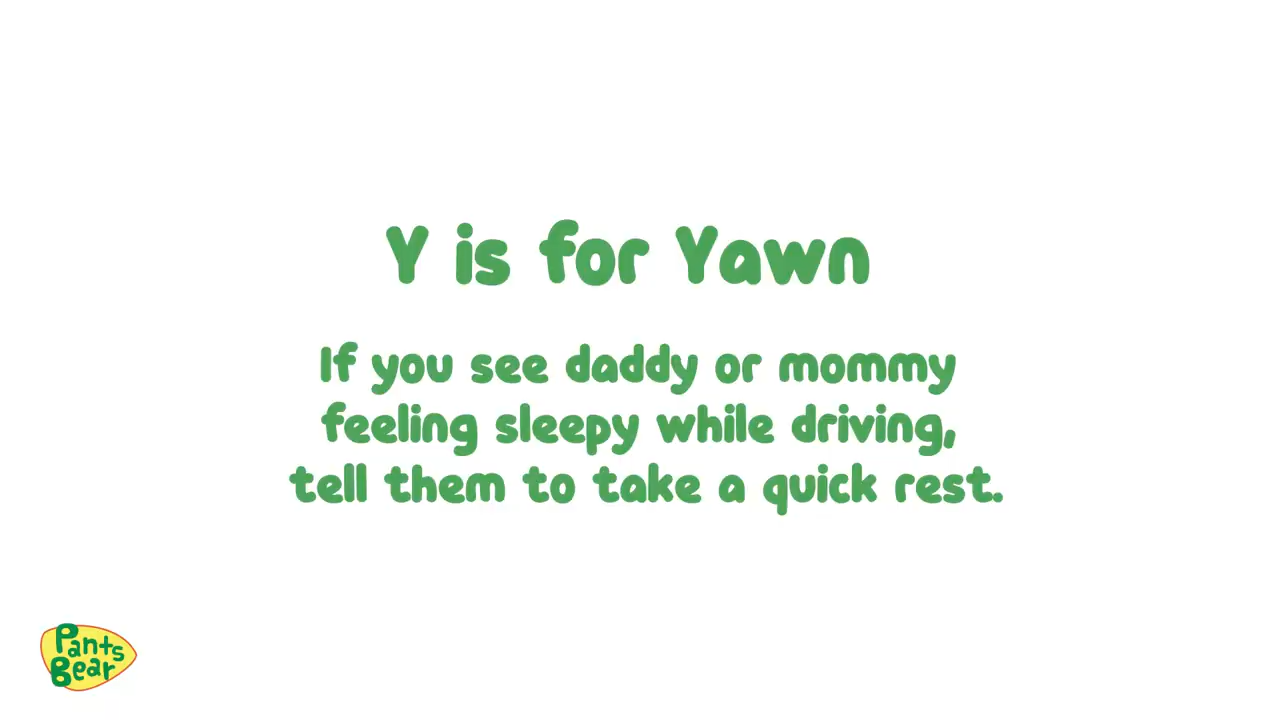 Y is for Yawn
If you see daddy or mommy
feeling sleepy while driving,
tell them to take a quick rest.
Pants
Bear